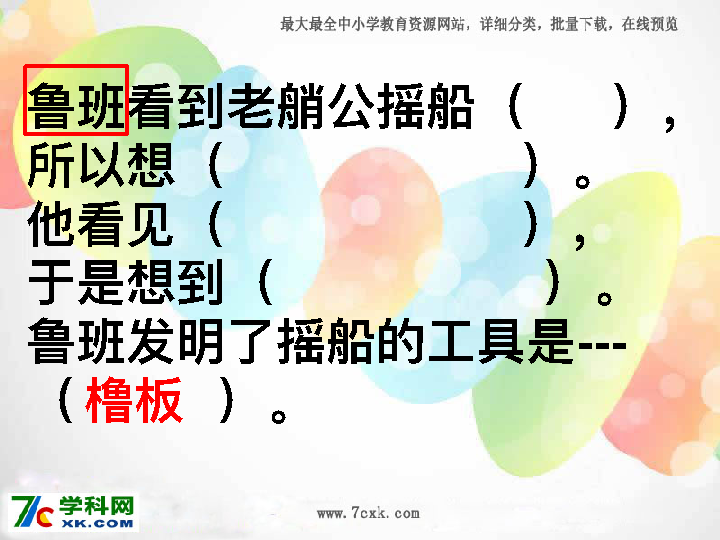 最大最全中小学教育资源网站，详细分类，批量下载，在线预览
鲁班看到老艄公摇船（　　），
所以想（　　　　　　）。
他看见（　　　　　　），
于是想到（　　　　　）。
鲁班发明了摇船的工具是---
（橹板　）。
7C学科网
XK.COM
www.7cxk.com